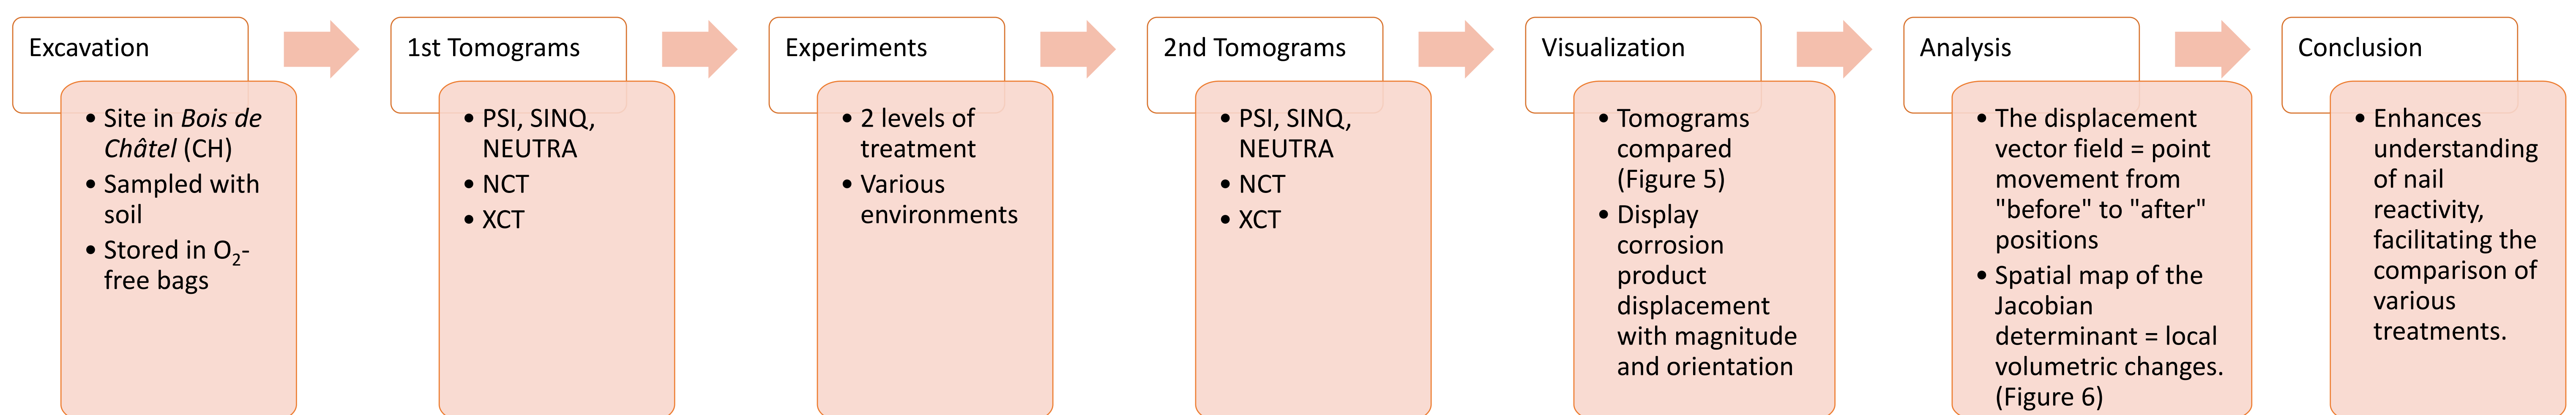 Excavation
• Site in Bois de
Châtel (CH)
• Sampled with
soil
• Stored in O₂-
free bags
1st Tomograms
• PSI, SINQ,
NEUTRA
• NCT
• XCT
Experiments
• 2 levels of
treatment
• Various
environments
2nd Tomograms
• PSI, SINQ,
NEUTRA
• NCT
• XCT
Visualization
• Tomograms
compared
(Figure 5)
• Display
corrosion
product
displacement
with magnitude
and orientation
Analysis
• The displacement
vector field = point
movement from
"before" to "after"
positions
• Spatial map of the
Jacobian
determinant = local
volumetric changes.
(Figure 6)
Conclusion
• Enhances
understanding
of nail
reactivity,
facilitating the
comparison of
various
treatments.